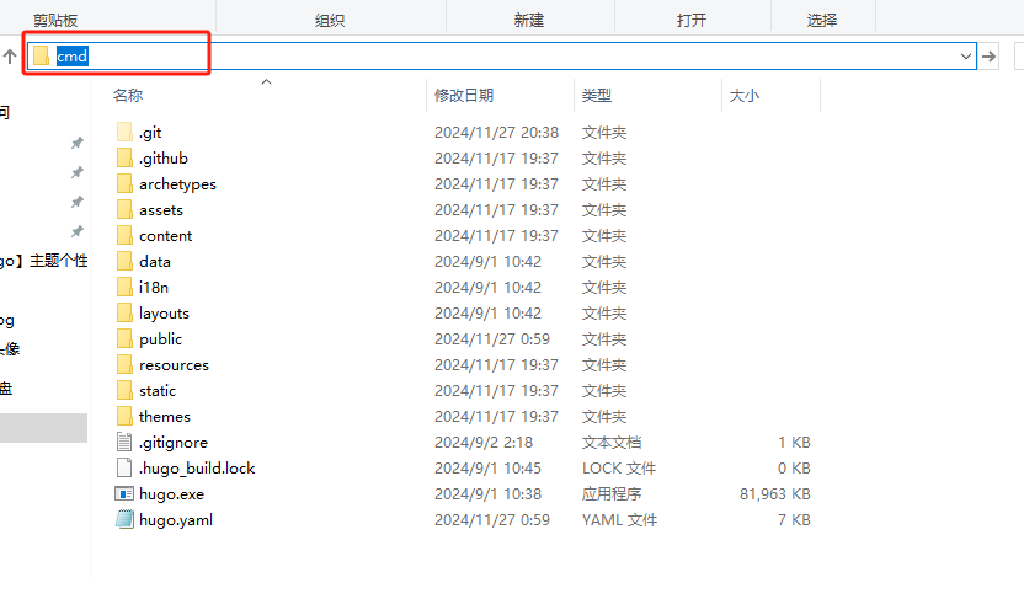 剪贴板 组织 新建 打开 选择
cmd
名称 修改日期 类型 大小
.git 2024/11/27 20:38 文件夹
.github 2024/11/17 19:37 文件夹
archetypes 2024/11/17 19:37 文件夹
assets 2024/11/17 19:37 文件夹
content 2024/11/17 19:37 文件夹
go】主题个性
data 2024/9/1 10:42 文件夹
i18n 2024/9/1 10:42 文件夹
layouts 2024/9/1 10:42 文件夹
og
public 2024/11/27 0:59 文件夹
像
resources 2024/11/17 19:37 文件夹
盘
static 2024/11/17 19:37 文件夹
themes 2024/11/17 19:37 文件夹
.gitignore 2024/9/2 2:18 文本文档 1 KB
.hugo_build.lock 2024/9/1 10:45 LOCK 文件 0 KB
hugo.exe 2024/9/1 10:38 应用程序 81,963 KB
hugo.yaml 2024/11/27 0:59 YAML 文件 7 KB